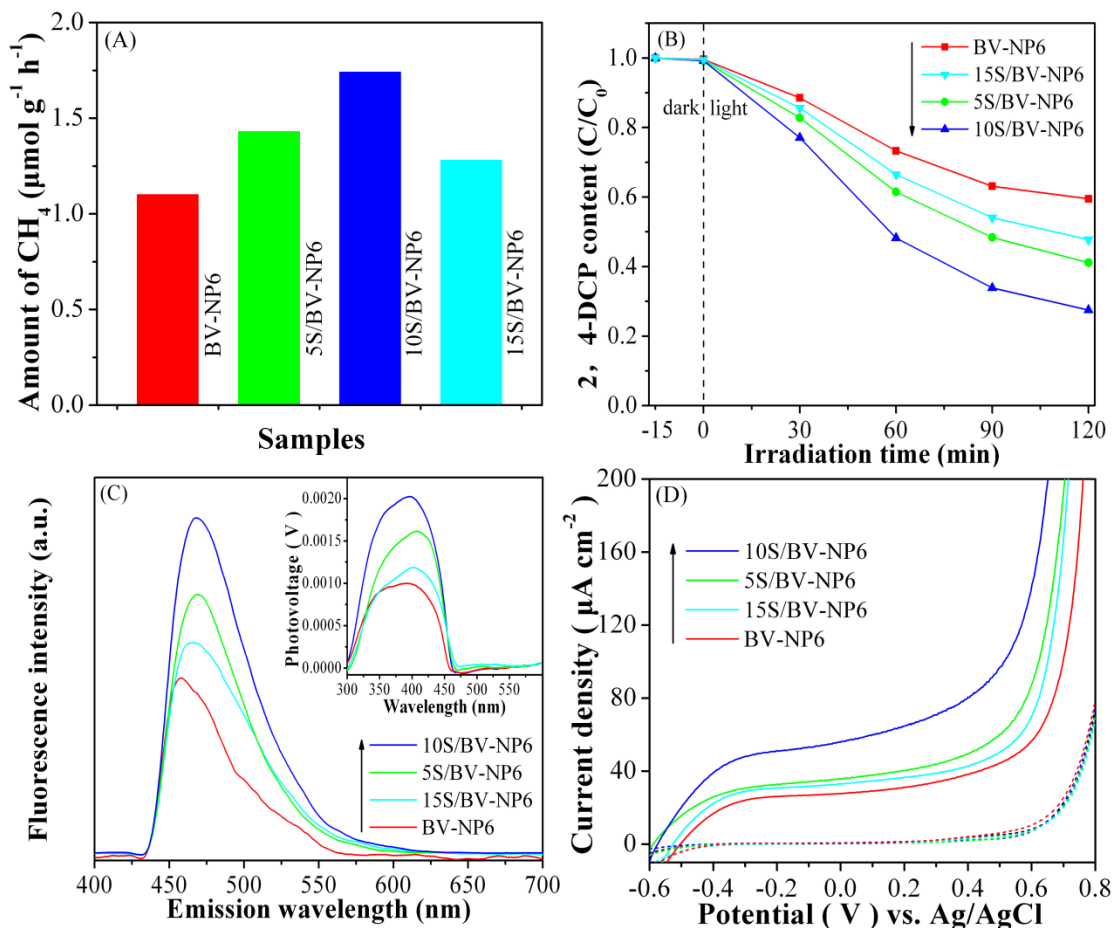 (A)
Amount of CH₄ (μmol g⁻¹ h⁻¹)
2.0
1.5
1.0
0.5
0.0
BV-NP6
5S/BV-NP6
10S/BV-NP6
15S/BV-NP6
Samples
(B)
2， 4-DCP content (C/C₀)
1.0
0.8
0.6
0.4
0.2
0.0
dark
light
BV-NP6
15S/BV-NP6
5S/BV-NP6
10S/BV-NP6
-15 0 30 60 90 120
Irradiation time (min)
(C)
Fluorescence intensity (a.u.)
Photovoltage ( V )
0.0020
0.0015
0.0010
0.0005
0.0000
300 350 400 450 500 550
Wavelength (nm)
10S/BV-NP6
5S/BV-NP6
15S/BV-NP6
BV-NP6
400 450 500 550 600 650 700
Emission wavelength (nm)
(D)
Current density ( μA cm⁻²)
200
160
120
80
40
0
10S/BV-NP6
5S/BV-NP6
15S/BV-NP6
BV-NP6
-0.6 -0.4 -0.2 0.0 0.2 0.4 0.6 0.8
Potential ( V ) vs. Ag/AgCl